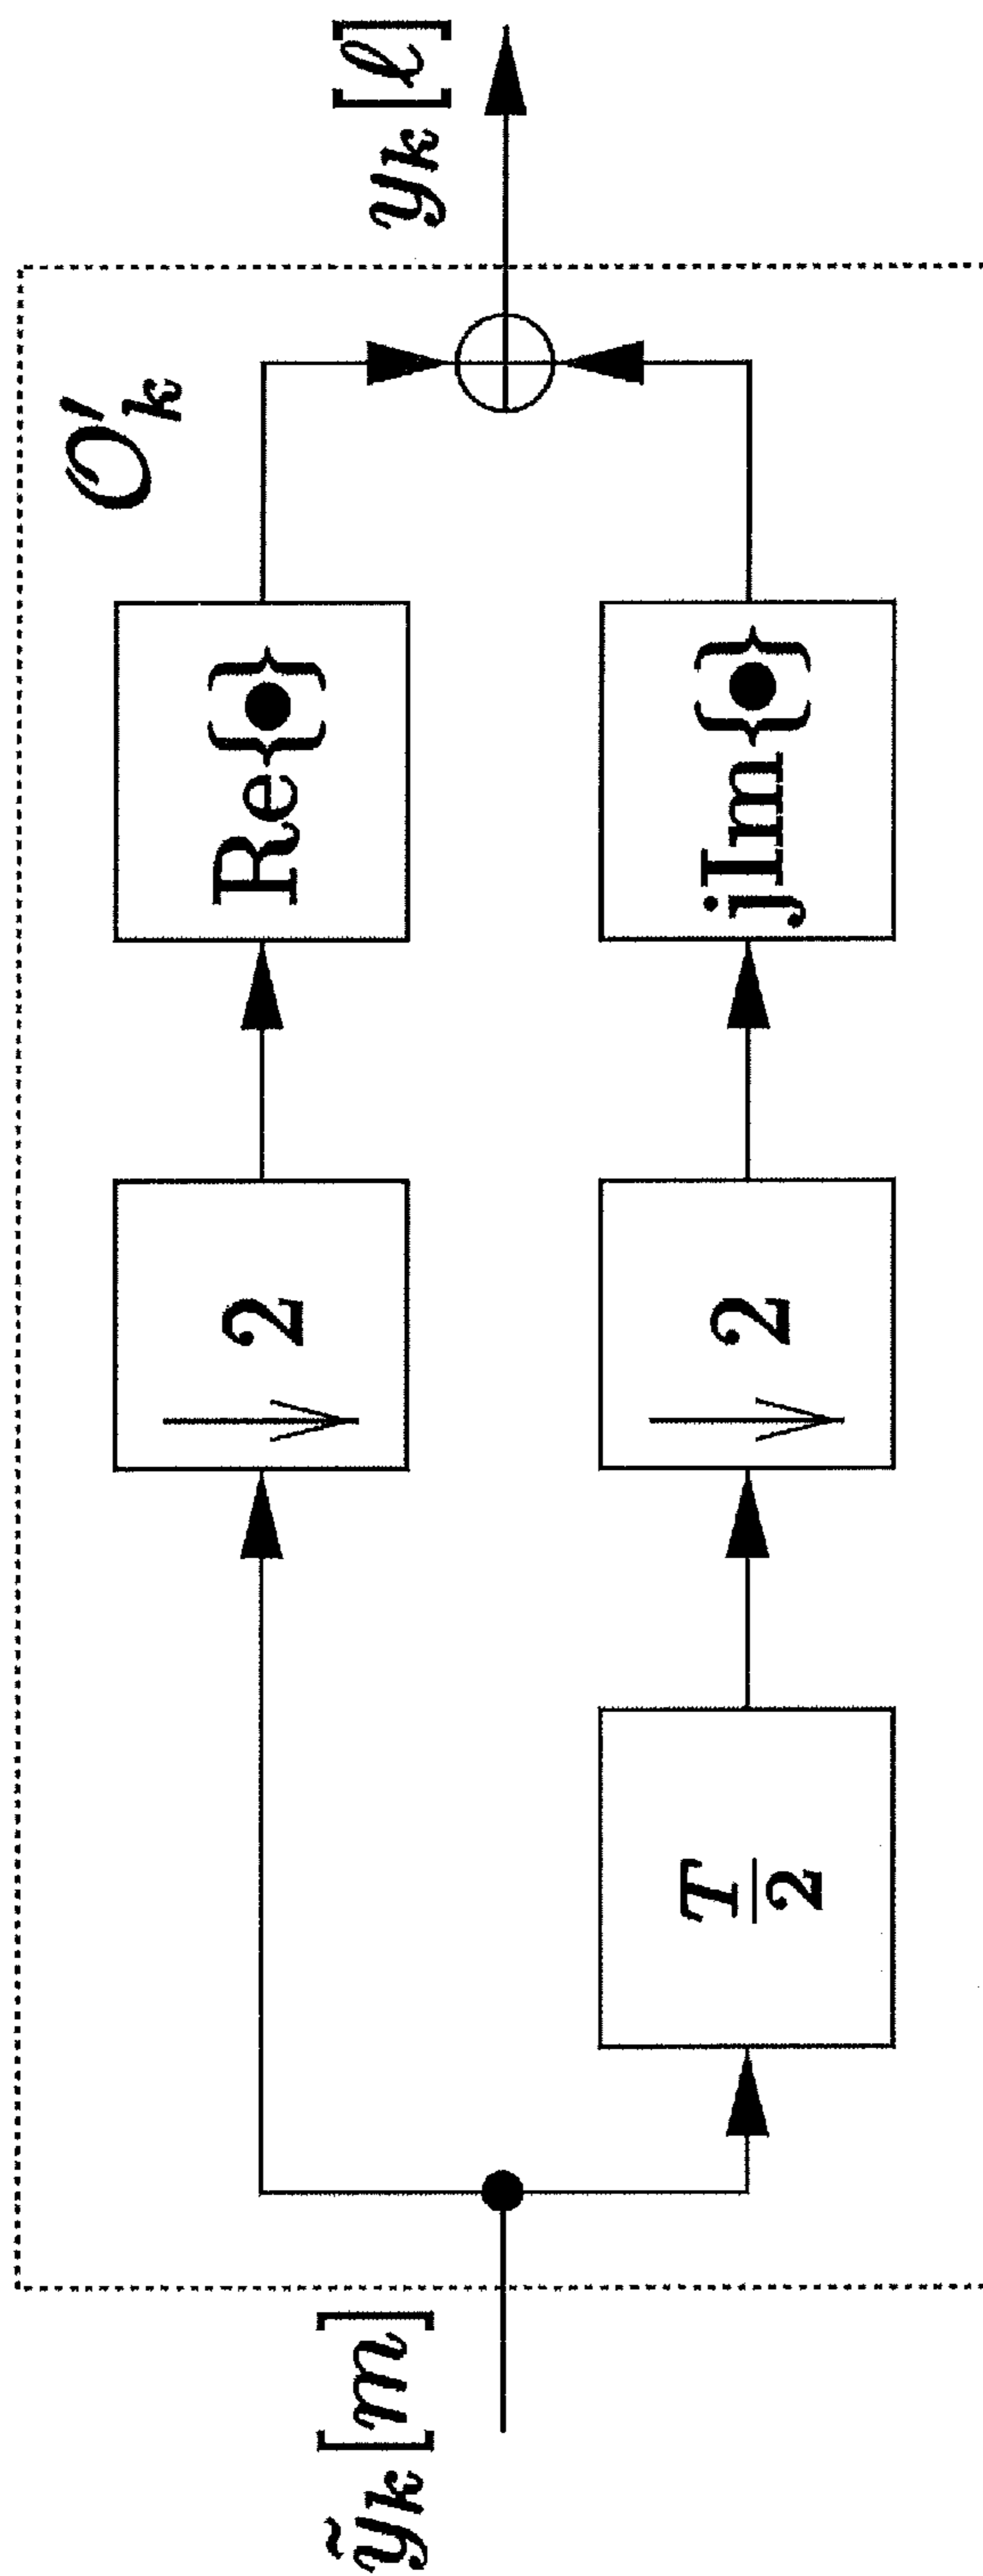 ỹₖ[m]
↓ 2
Re{●}
𝒪′ₖ
T/2
↓ 2
jIm{●}
yₖ[ℓ]